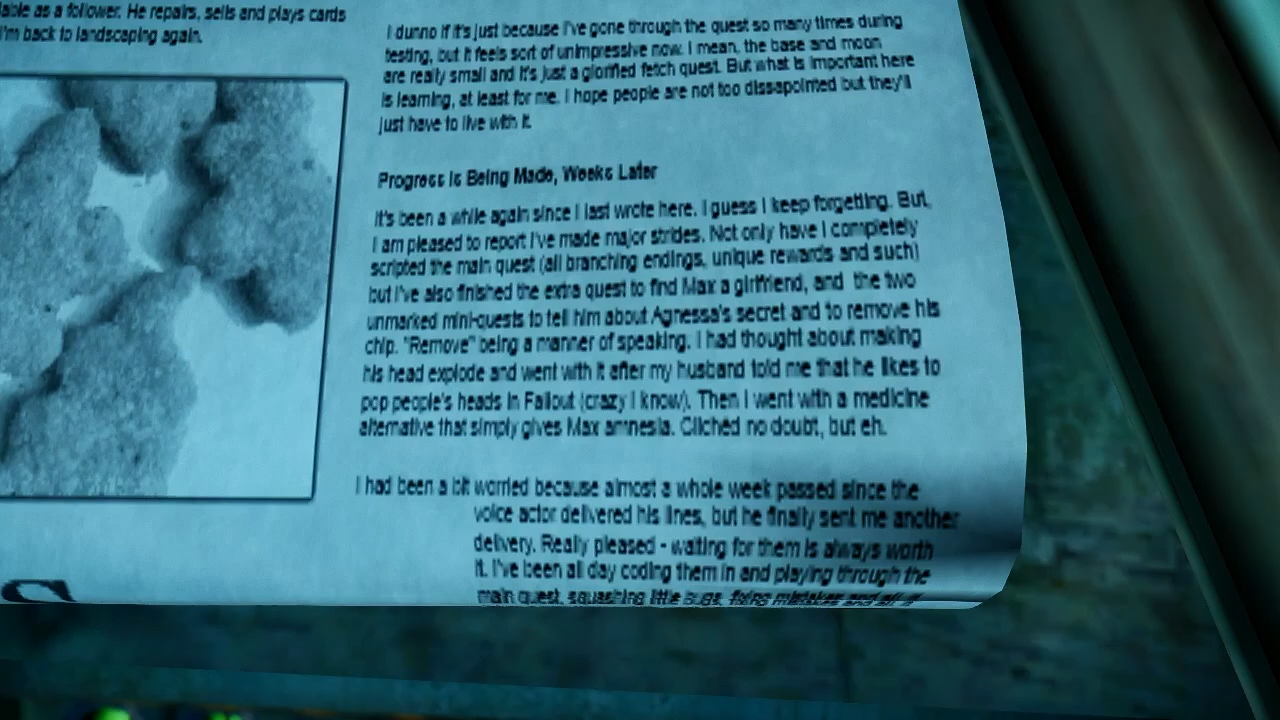 lable as a follower. He repairs, sells and plays cards
I'm back to landscaping again.
I dunno if it's just because I've gone through the quest so many times during
testing, but it feels sort of unimpressive now. I mean, the base and moon
are really small and it's just a glorified fetch quest. But what is important here
is learning, at least for me. I hope people are not too dissapointed but they'll
just have to live with it.
Progress is Being Made, Weeks Later
It's been a while again since I last wrote here. I guess I keep forgetting. But,
I am pleased to report I've made major strides. Not only have I completely
scripted the main quest (all branching endings, unique rewards and such)
but I've also finished the extra quest to find Max a girlfriend, and the two
unmarked mini-quests to tell him about Agnessa's secret and to remove his
chip. "Remove" being a manner of speaking. I had thought about making
his head explode and went with it after my husband told me that he likes to
pop people's heads in Fallout (crazy I know). Then I went with a medicine
alternative that simply gives Max amnesia. Cliched no doubt, but eh.
I had been a bit worried because almost a whole week passed since the
voice actor delivered his lines, but he finally sent me another
delivery. Really pleased - waiting for them is always worth
it. I've been all day coding them in and playing through the
main quest, squashing little bugs, fixing mistakes and all. If
S